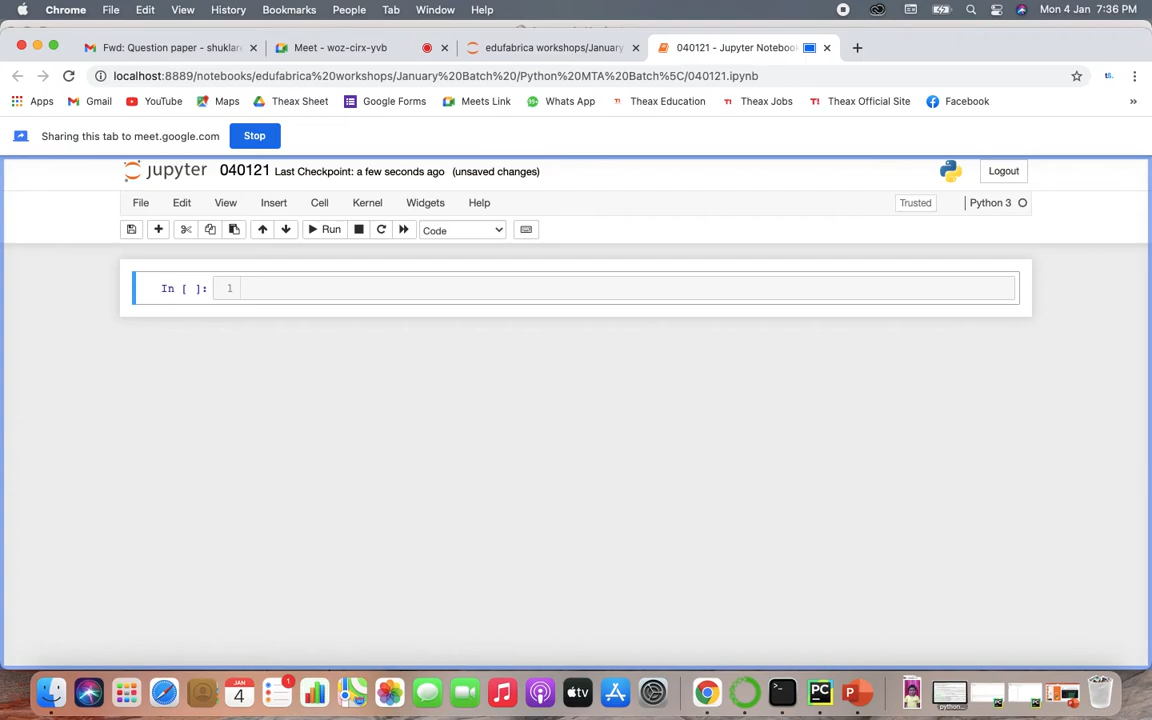 Chrome File Edit View History Bookmarks People Tab Window Help Mon 4 Jan 7:36 PM
Fwd: Question paper - shuklare Meet - woz-cirx-yvb edufabrica workshops/January 040121 - Jupyter Notebook
localhost:8889/notebooks/edufabrica%20workshops/January%20Batch%20/Python%20MTA%20Batch%5C/040121.ipynb
Apps Gmail YouTube Maps Theax Sheet Google Forms Meets Link Whats App Theax Education Theax Jobs Theax Official Site Facebook »
Sharing this tab to meet.google.com Stop
jupyter 040121 Last Checkpoint: a few seconds ago (unsaved changes) Logout
File Edit View Insert Cell Kernel Widgets Help Trusted Python 3
Run Code
In [ ]: 1
JAN 1
4 tv PC P
python...